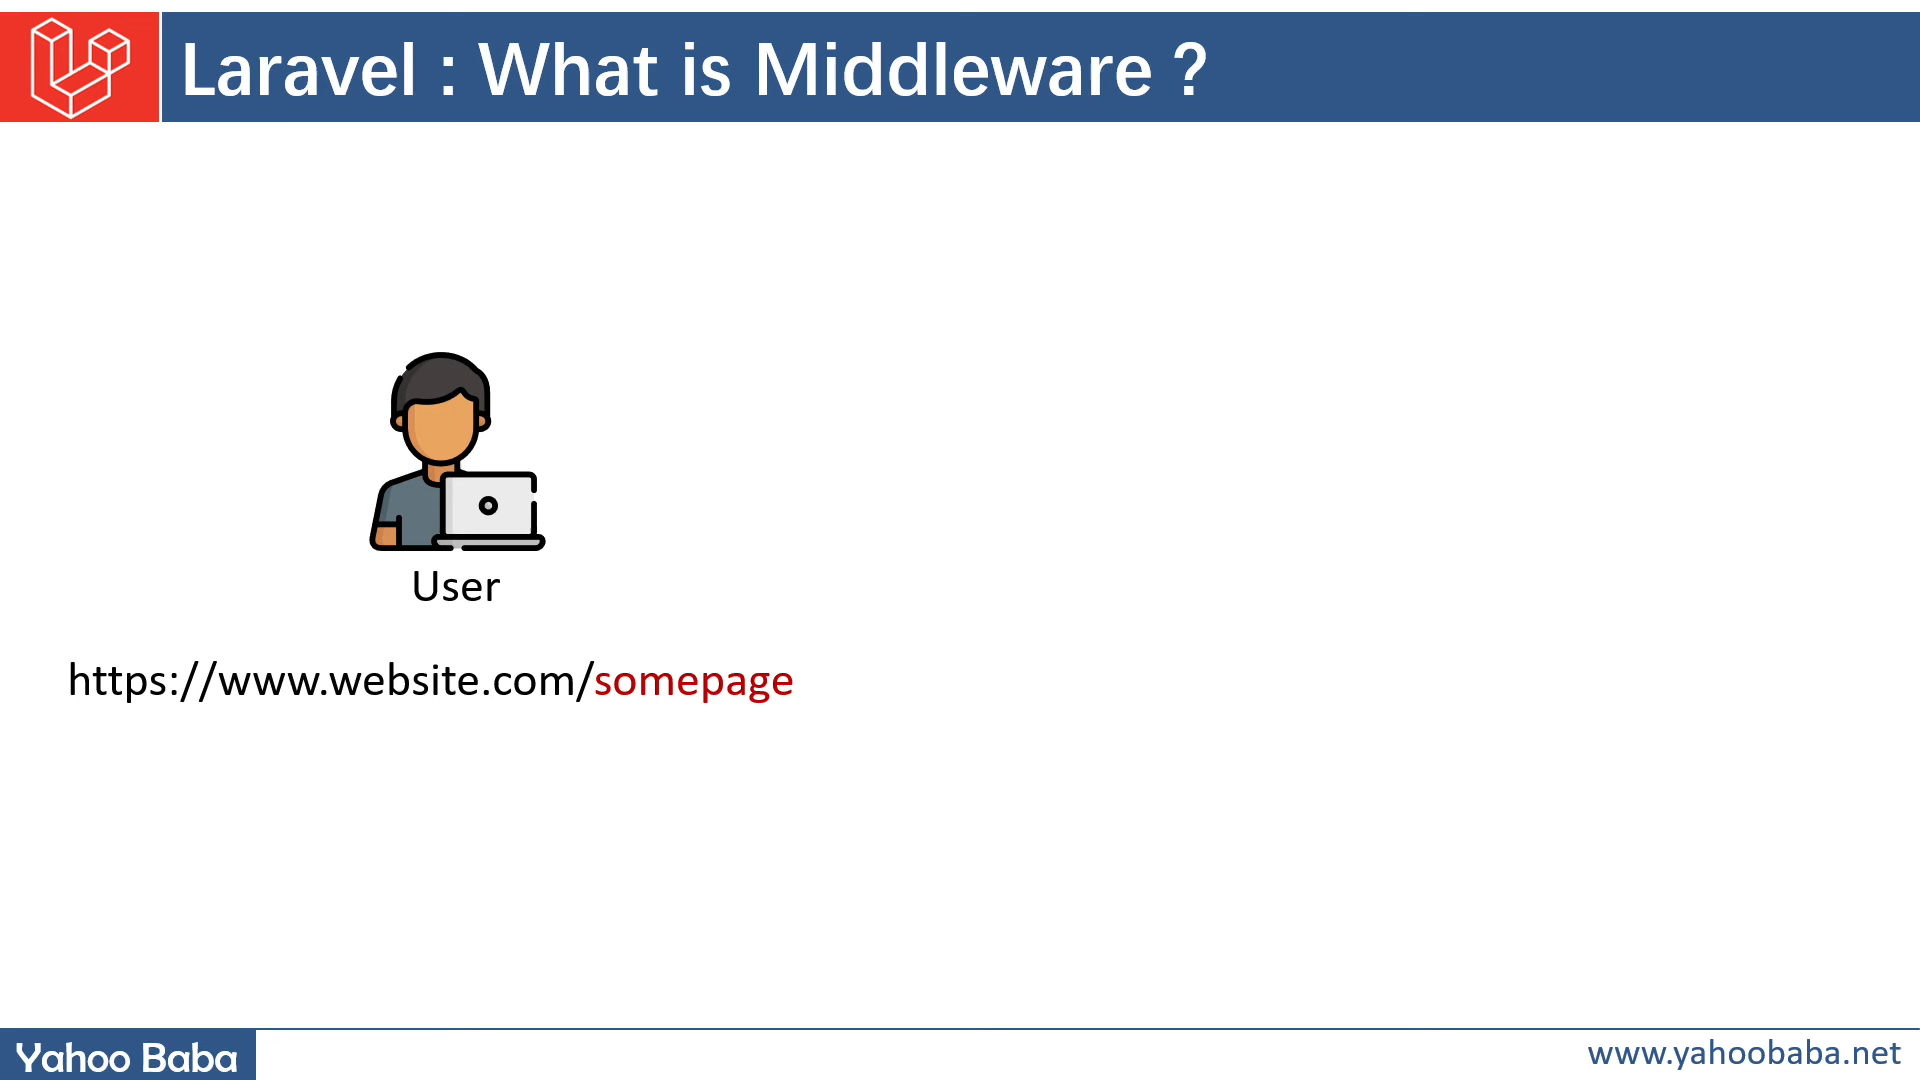 Laravel : What is Middleware ?
User
https://www.website.com/somepage
Yahoo Baba
www.yahoobaba.net